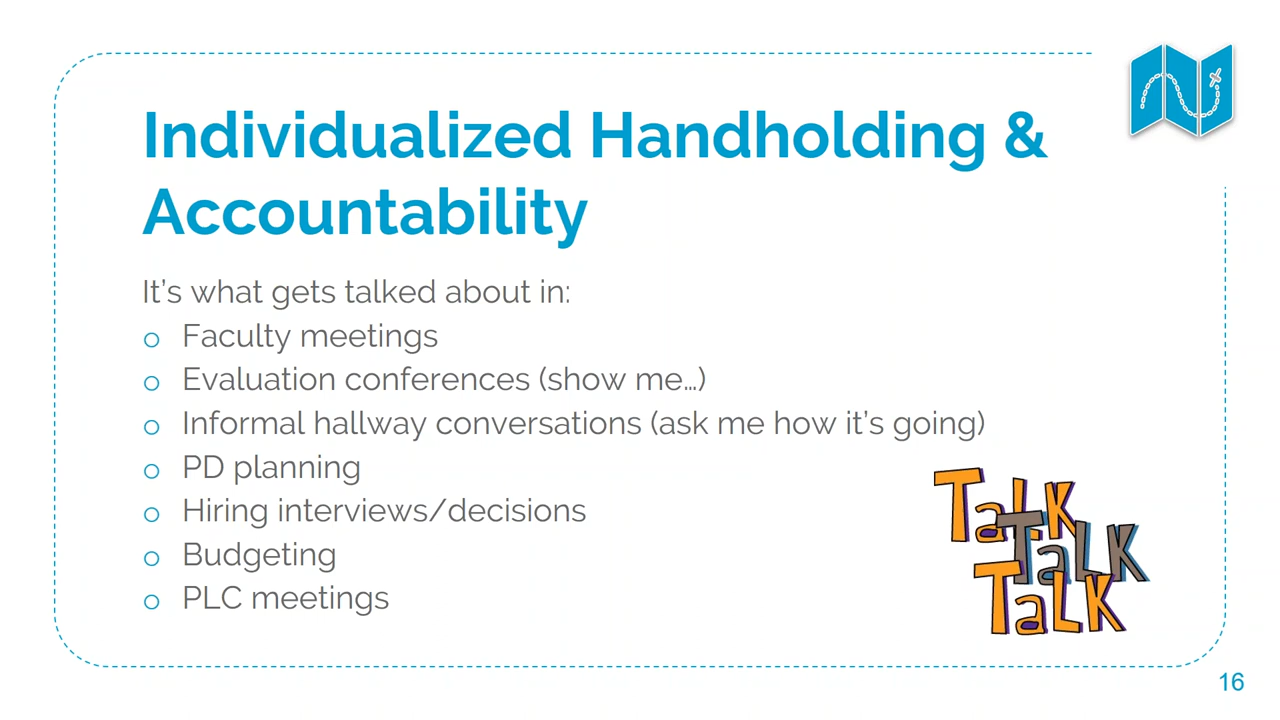 Individualized Handholding &
Accountability
It's what gets talked about in:
o Faculty meetings
o Evaluation conferences (show me…)
o Informal hallway conversations (ask me how it's going)
o PD planning
o Hiring interviews/decisions
o Budgeting
o PLC meetings
TaLK
TaLK
TaLK
16